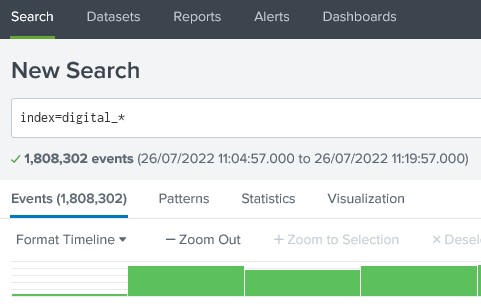 Search Datasets Reports Alerts Dashboards
New Search
index=digital_*
1,808,302 events (26/07/2022 11:04:57.000 to 26/07/2022 11:19:57.000)
Events (1,808,302) Patterns Statistics Visualization
Format Timeline — Zoom Out + Zoom to Selection × Desele